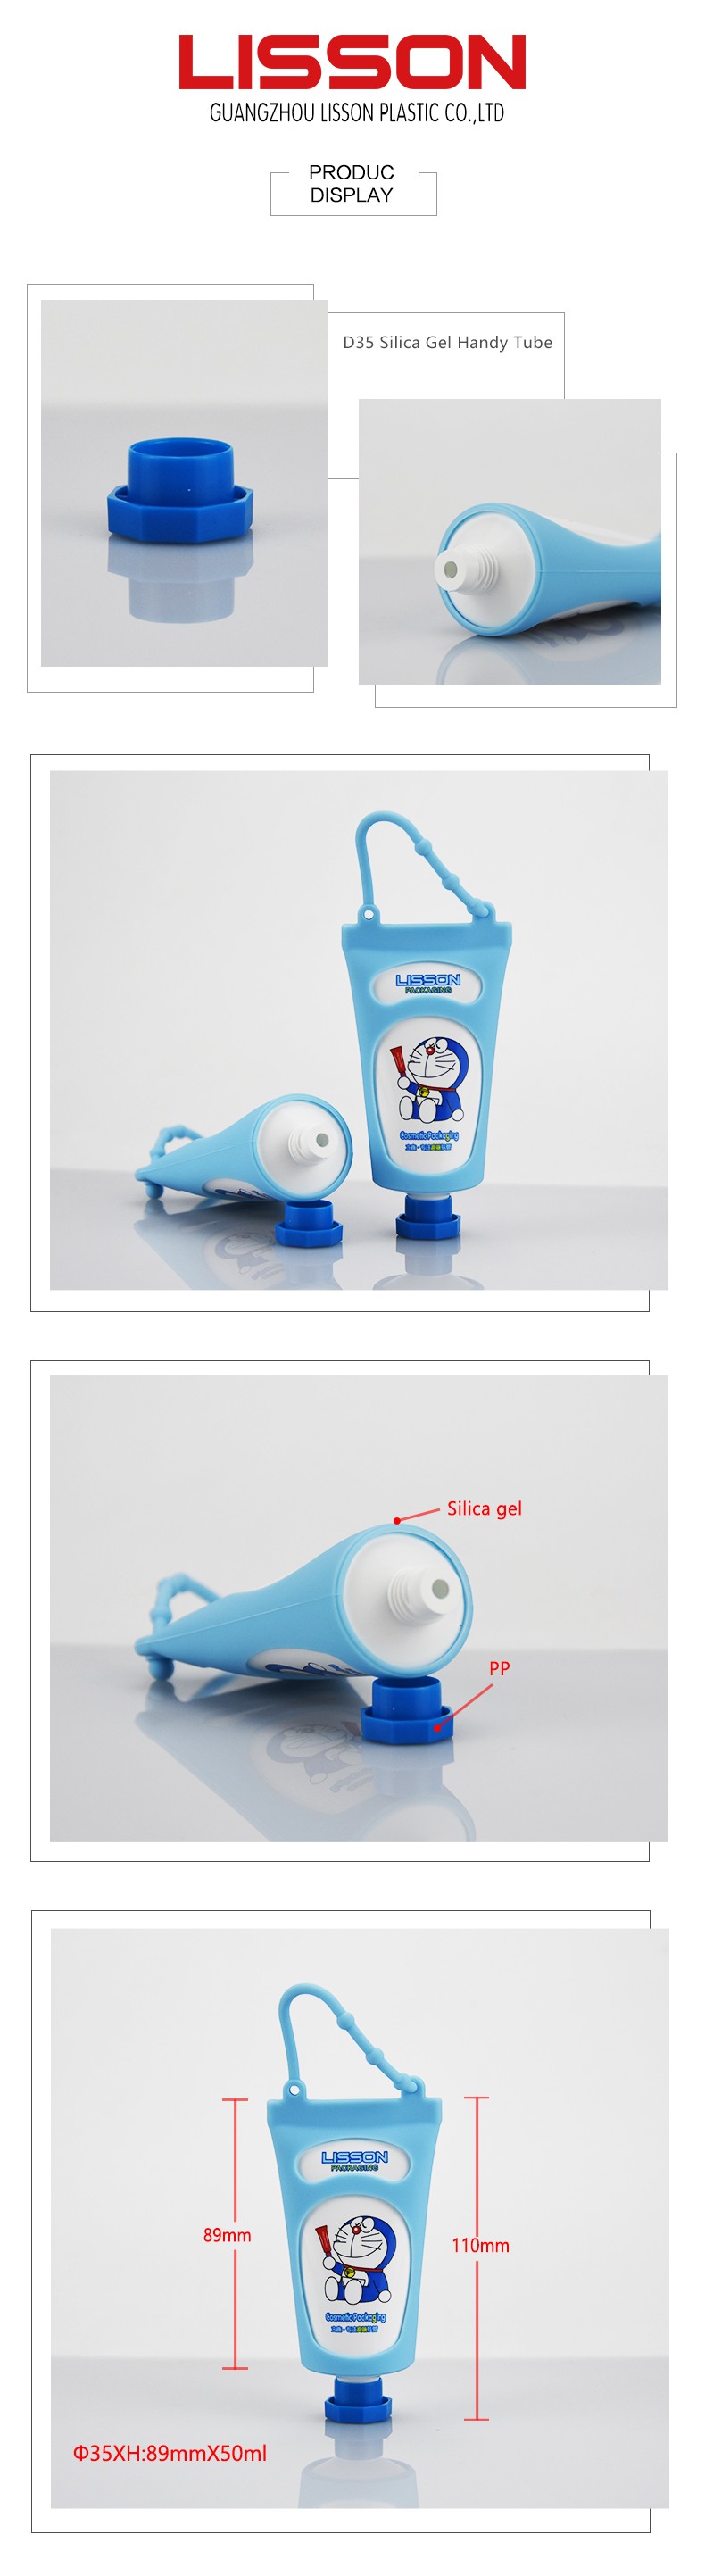 LISSON
GUANGZHOU LISSON PLASTIC CO.,LTD
PRODUC
DISPLAY
D35 Silica Gel Handy Tube
LISSON
PACKAGING
Cosmetic Packaging
Silica gel
PP
LISSON
PACKAGING
Cosmetic Packaging
89mm
110mm
Φ35XH:89mmX50ml